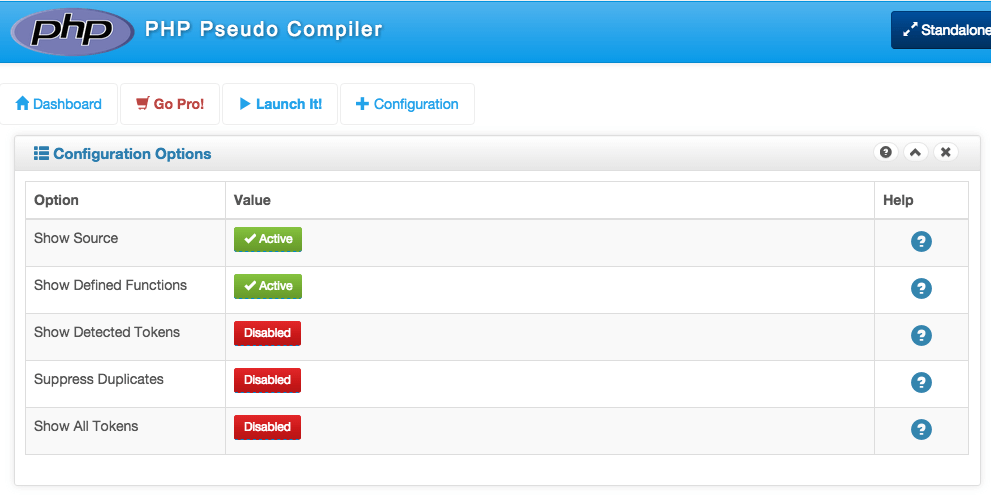 php PHP Pseudo Compiler Standalone
Dashboard Go Pro! Launch It! Configuration
Configuration Options
Option Value Help
Show Source Active
Show Defined Functions Active
Show Detected Tokens Disabled
Suppress Duplicates Disabled
Show All Tokens Disabled